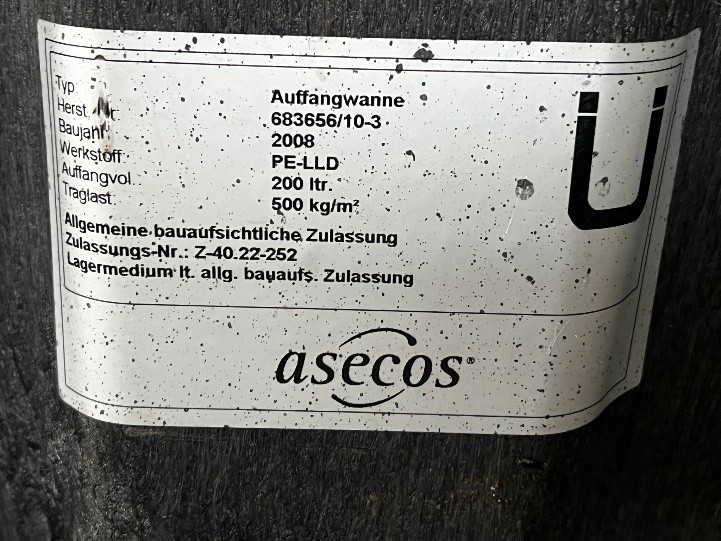 Typ: Auffangwanne
Herst. Nr. 683656/10-3
Baujahr: 2008
Werkstoff: PE-LLD
Auffangvol. 200 ltr.
Traglast: 500 kg/m²
Allgemeine bauaufsichtliche Zulassung
Zulassungs-Nr.: Z-40.22-252
Lagermedium lt. allg. bauaufs. Zulassung
Ü
asecos®